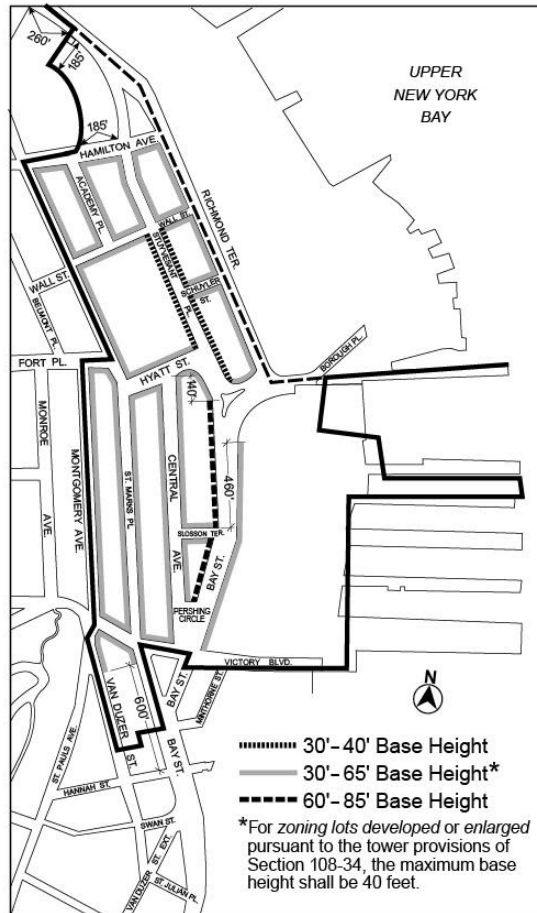 260'
185'
UPPER
NEW YORK
BAY
185'
HAMILTON AVE.
ACADEMY PL.
RICHMOND TER.
WALL ST.
STUYVESANT
PL.
WALL ST.
SCHUYLER
ST.
BELMONT PL.
BOROUGH PL.
FORT PL.
HYATT ST.
140'
MONROE
AVE.
MONTGOMERY AVE.
ST. MARKS PL.
CENTRAL
AVE.
460'
SLOSSON TER.
BAY ST.
PERSHING
CIRCLE
VICTORY BLVD.
VAN DUZER
ST.
600'
BAY ST.
MINTHORNE ST.
BAY ST.
N
ST. PAULS AVE.
HANNAH ST.
SWAN ST.
VAN DUZER ST. EXT.
ST. JULIAN PL.
30'-40' Base Height
30'-65' Base Height*
60'-85' Base Height
*For zoning lots developed or enlarged
pursuant to the tower provisions of
Section 108-34, the maximum base
height shall be 40 feet.